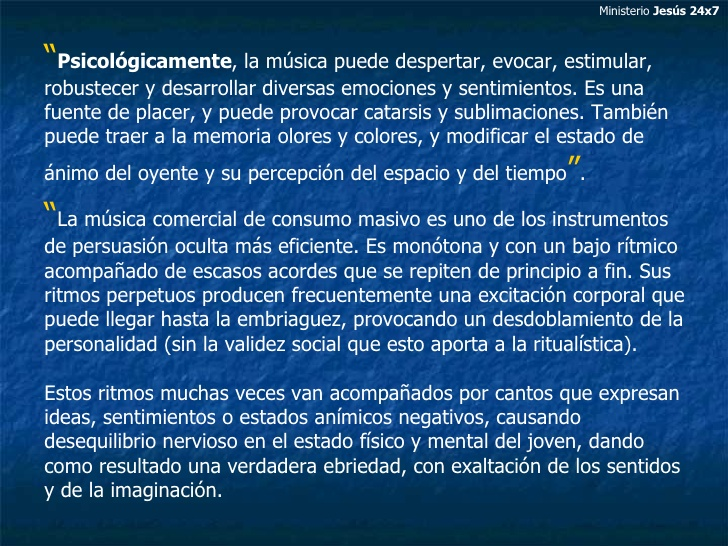 Ministerio Jesús 24x7
“Psicológicamente, la música puede despertar, evocar, estimular,
robustecer y desarrollar diversas emociones y sentimientos. Es una
fuente de placer, y puede provocar catarsis y sublimaciones. También
puede traer a la memoria olores y colores, y modificar el estado de
ánimo del oyente y su percepción del espacio y del tiempo”.
“La música comercial de consumo masivo es uno de los instrumentos
de persuasión oculta más eficiente. Es monótona y con un bajo rítmico
acompañado de escasos acordes que se repiten de principio a fin. Sus
ritmos perpetuos producen frecuentemente una excitación corporal que
puede llegar hasta la embriaguez, provocando un desdoblamiento de la
personalidad (sin la validez social que esto aporta a la ritualística).
Estos ritmos muchas veces van acompañados por cantos que expresan
ideas, sentimientos o estados anímicos negativos, causando
desequilibrio nervioso en el estado físico y mental del joven, dando
como resultado una verdadera ebriedad, con exaltación de los sentidos
y de la imaginación.